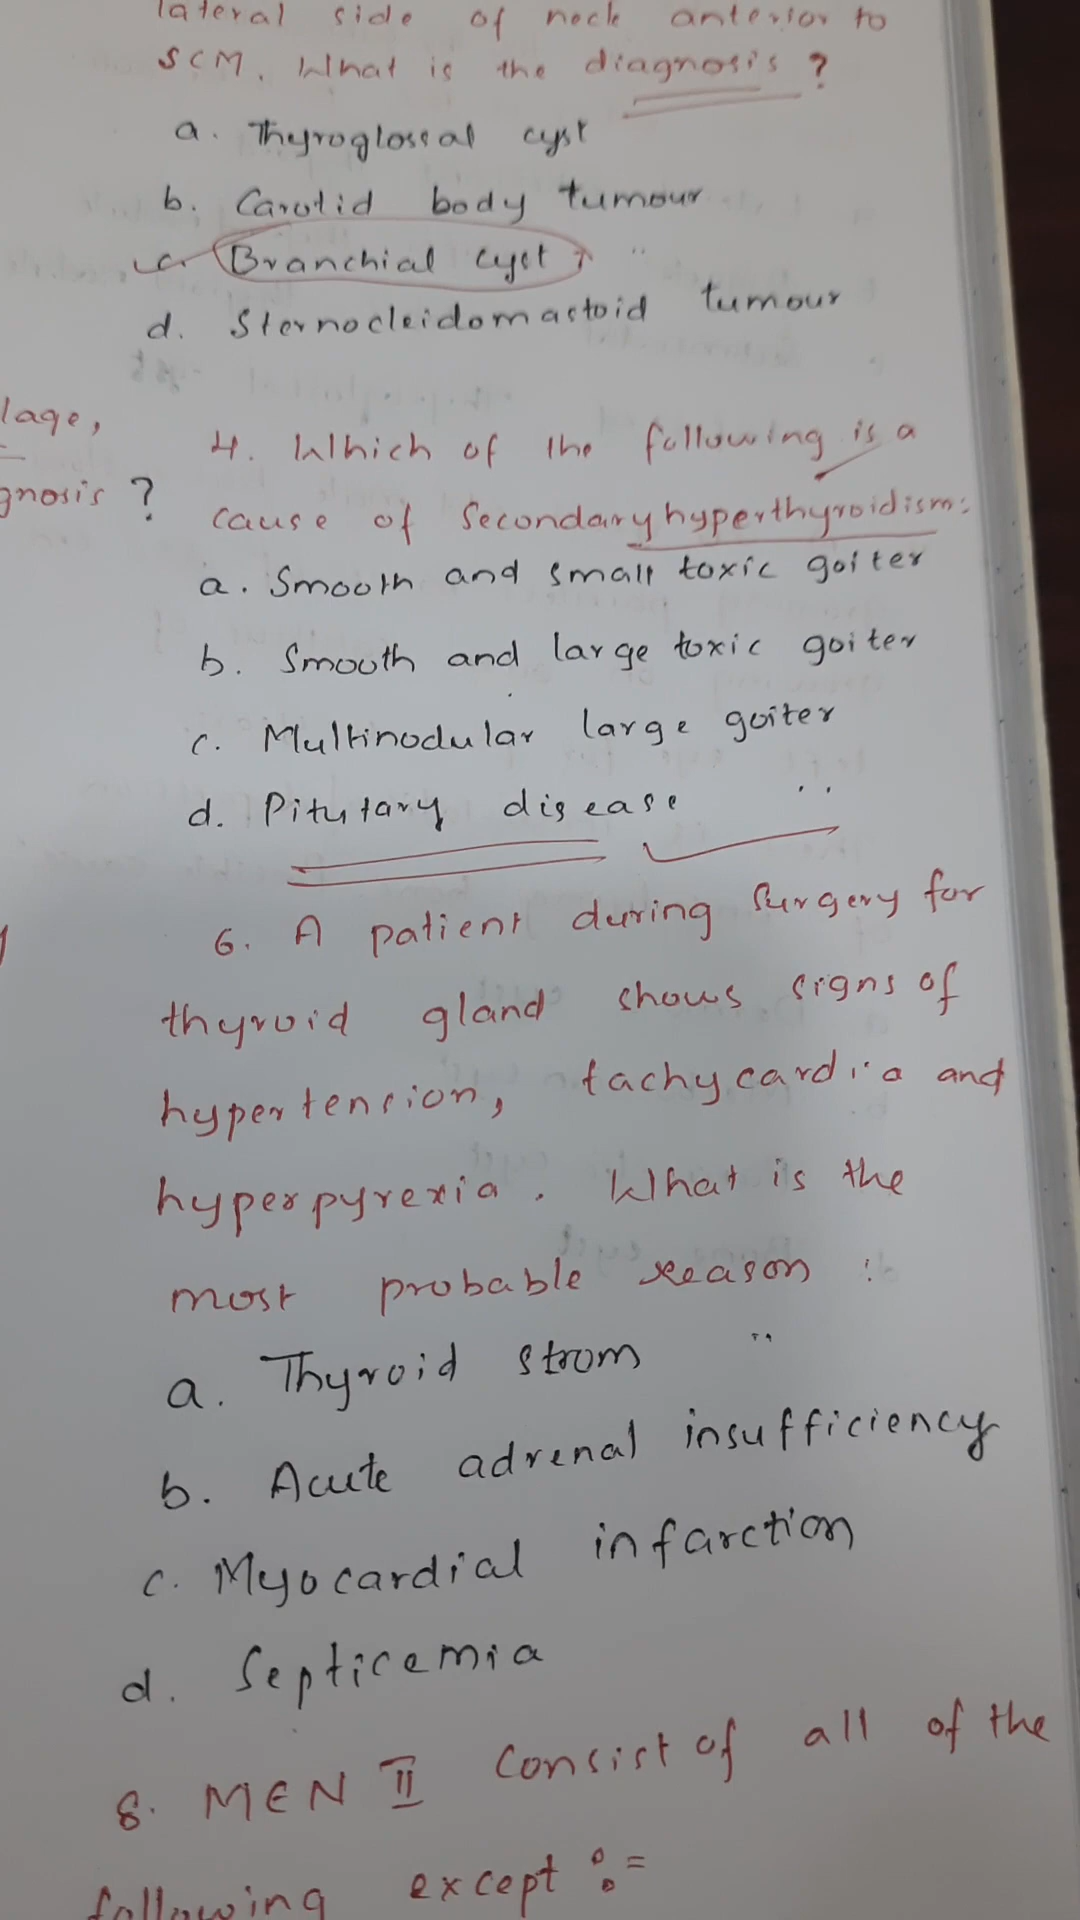 lateral side of neck anterior to
SCM. What is the diagnosis ?
a. Thyroglossal cyst
b. Carotid body tumour
c. Branchial cyst
d. Sternocleidomastoid tumour
lage,
gnosis ?
4. Which of the following is a
cause of Secondary hyperthyroidism:
a. Smooth and small toxic goiter
b. Smooth and large toxic goiter
c. Multinodular large goiter
d. Pitutary disease
6. A patient during Surgery for
thyroid gland shows signs of
hypertension, tachycardia and
hyperpyrexia. What is the
most probable reason :
a. Thyroid strom
b. Acute adrenal insufficiency
c. Myocardial infarction
d. Septicemia
8. MEN II Consist of all of the
following except :=